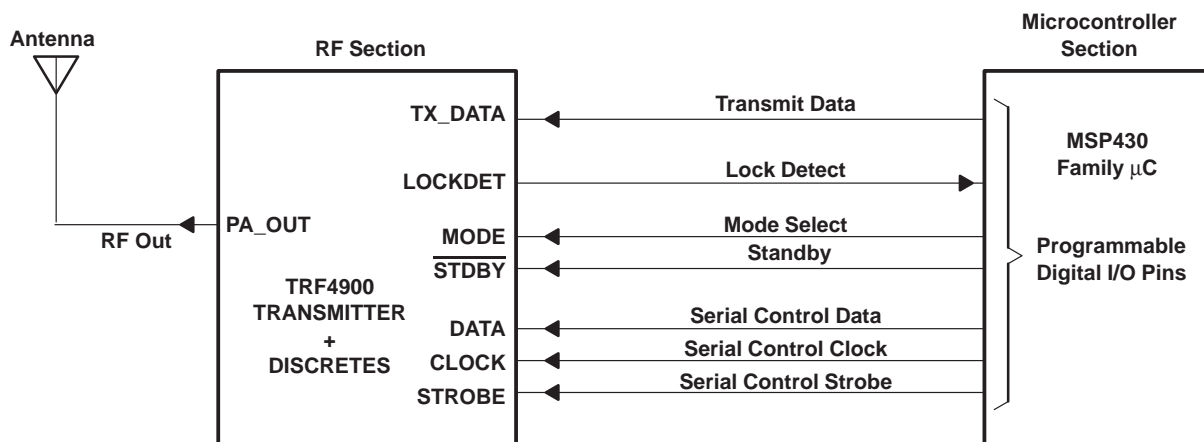 Antenna
RF Section
Microcontroller
Section
TX_DATA
Transmit Data
MSP430
Family μC
LOCKDET
Lock Detect
PA_OUT
RF Out
MODE
Mode Select
STDBY
Standby
Programmable
Digital I/O Pins
TRF4900
TRANSMITTER
+
DISCRETES
DATA
Serial Control Data
CLOCK
Serial Control Clock
STROBE
Serial Control Strobe